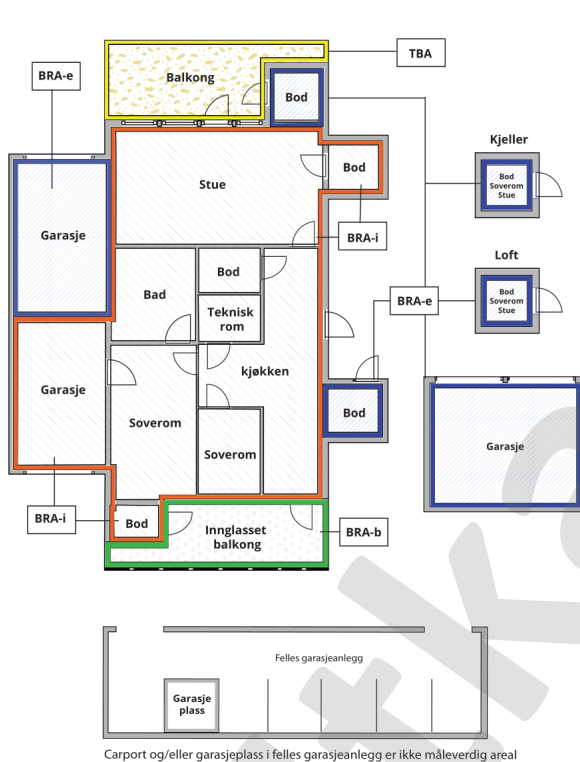 TBA
BRA-e
Balkong
Bod
Kjeller
Stue
Bod
Bod
Soverom
Stue
Garasje
BRA-i
Loft
Bod
Bad
Bod
Soverom
Stue
BRA-e
Teknisk
rom
kjøkken
Garasje
Soverom
Bod
Garasje
Soverom
BRA-i
Bod
Innglasset
balkong
BRA-b
Felles garasjeanlegg
Garasje
plass
Carport og/eller garasjeplass i felles garasjeanlegg er ikke måleverdig areal